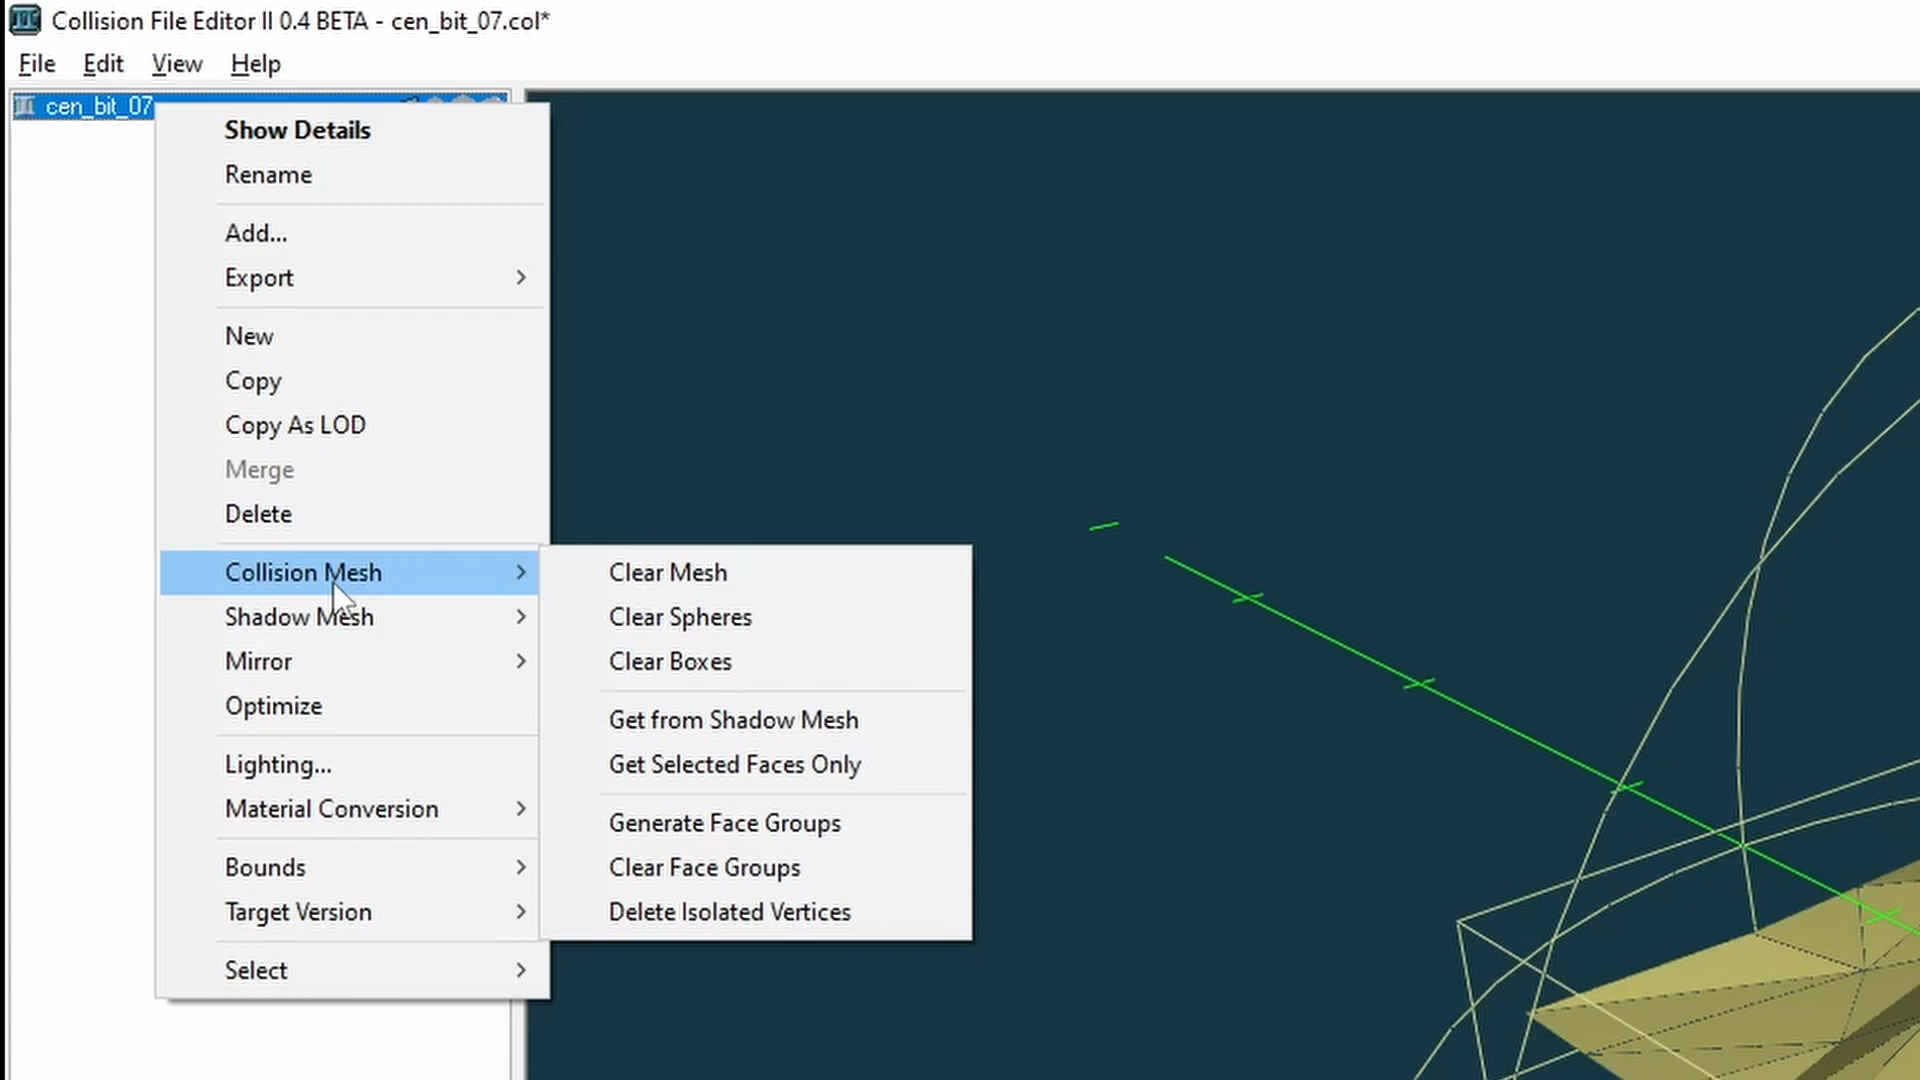 Collision File Editor II 0.4 BETA - cen_bit_07.col*
File Edit View Help
cen_bit_07
Show Details
Rename
Add...
Export
New
Copy
Copy As LOD
Merge
Delete
Collision Mesh
Shadow Mesh
Mirror
Optimize
Lighting...
Material Conversion
Bounds
Target Version
Select
Clear Mesh
Clear Spheres
Clear Boxes
Get from Shadow Mesh
Get Selected Faces Only
Generate Face Groups
Clear Face Groups
Delete Isolated Vertices